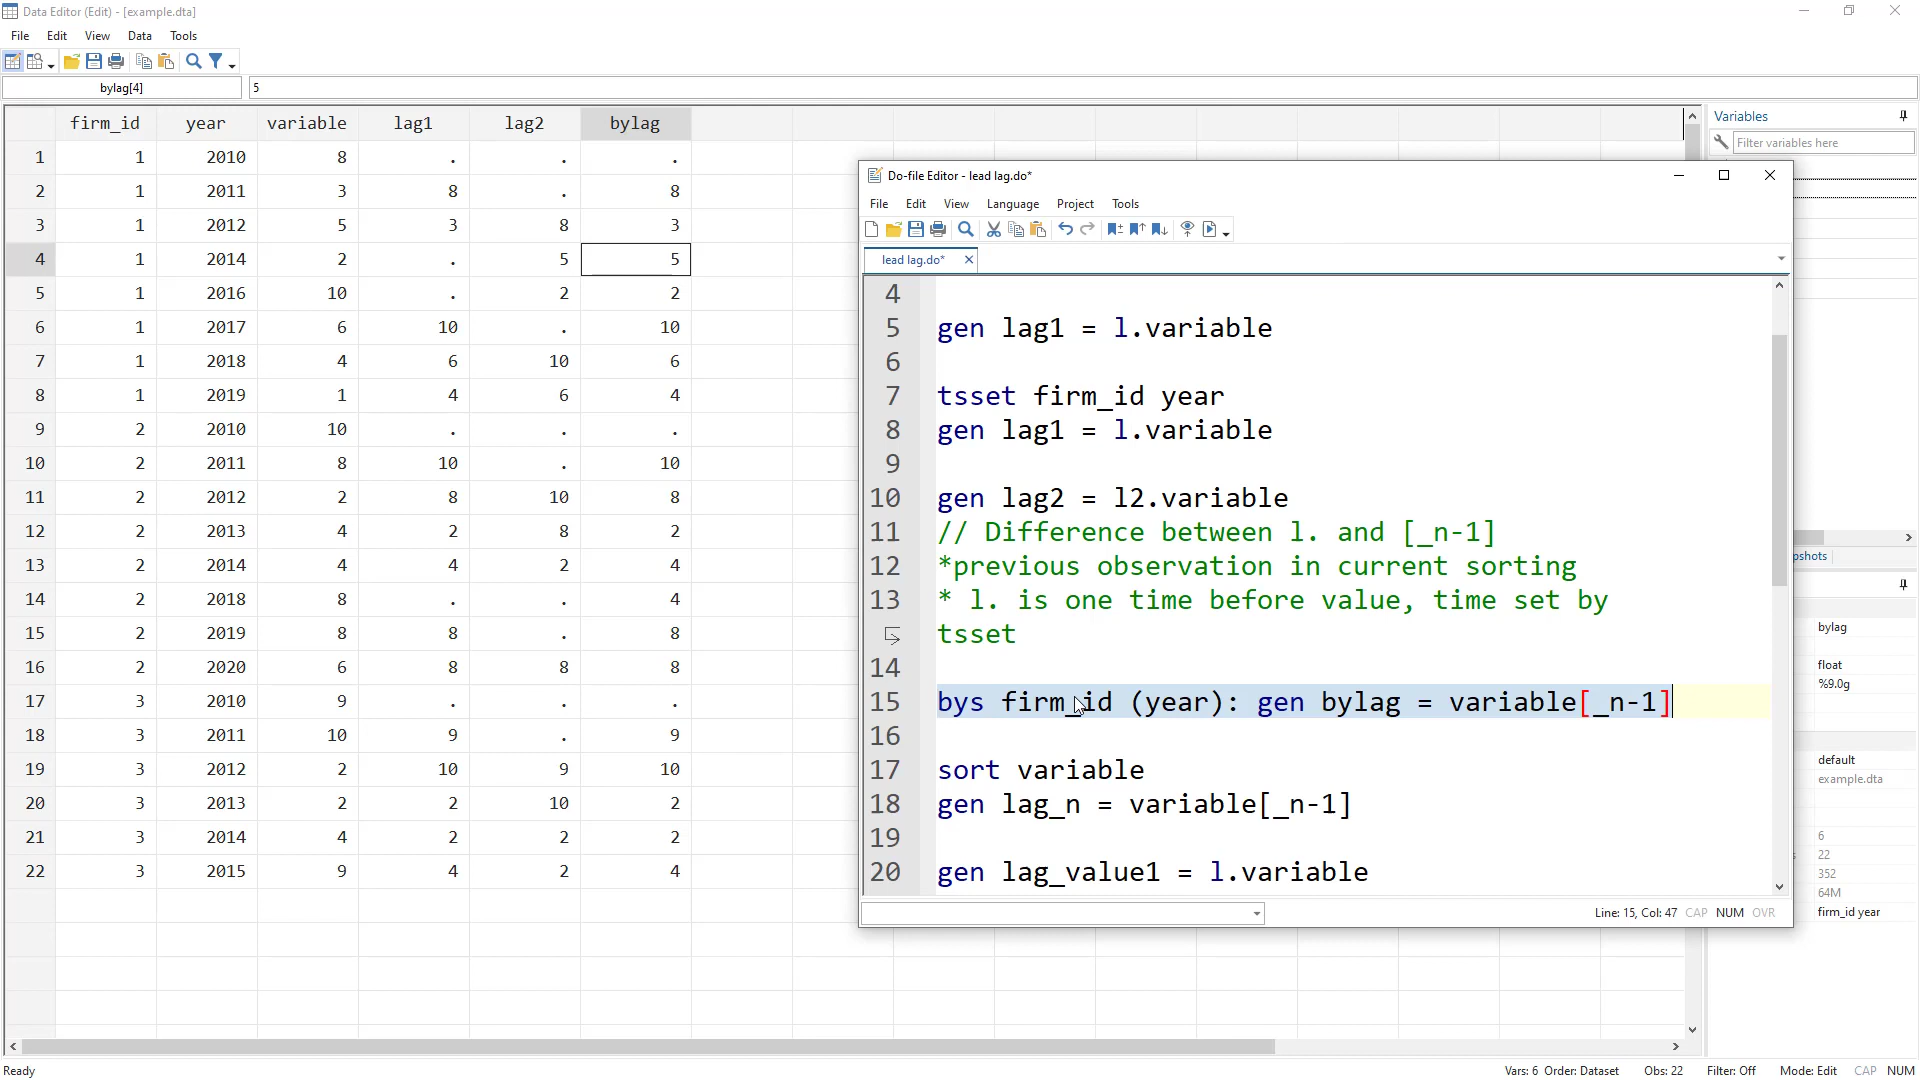 Data Editor (Edit) - [example.dta]
File Edit View Data Tools
bylag[4] 5
firm_id year variable lag1 lag2 bylag
1 1 2010 8 . . .
2 1 2011 3 8 . 8
3 1 2012 5 3 8 3
4 1 2014 2 . 5 5
5 1 2016 10 . 2 2
6 1 2017 6 10 . 10
7 1 2018 4 6 10 6
8 1 2019 1 4 6 4
9 2 2010 10 . . .
10 2 2011 8 10 . 10
11 2 2012 2 8 10 8
12 2 2013 4 2 8 2
13 2 2014 4 4 2 4
14 2 2018 8 . . 4
15 2 2019 8 8 . 8
16 2 2020 6 8 8 8
17 3 2010 9 . . .
18 3 2011 10 9 . 9
19 3 2012 2 10 9 10
20 3 2013 2 2 10 2
21 3 2014 4 2 2 2
22 3 2015 9 4 2 4
Do-file Editor - lead lag.do*
File Edit View Language Project Tools
lead lag.do*
4
5 gen lag1 = l.variable
6
7 tsset firm_id year
8 gen lag1 = l.variable
9
10 gen lag2 = l2.variable
11 // Difference between l. and [_n-1]
12 *previous observation in current sorting
13 * l. is one time before value, time set by
tsset
14
15 bys firm_id (year): gen bylag = variable[_n-1]
16
17 sort variable
18 gen lag_n = variable[_n-1]
19
20 gen lag_value1 = l.variable
Line: 15, Col: 47 CAP NUM OVR
Variables
Filter variables here
pshots
bylag
float
%9.0g
default
example.dta
6
22
352
64M
firm_id year
Ready Vars: 6 Order: Dataset Obs: 22 Filter: Off Mode: Edit CAP NUM